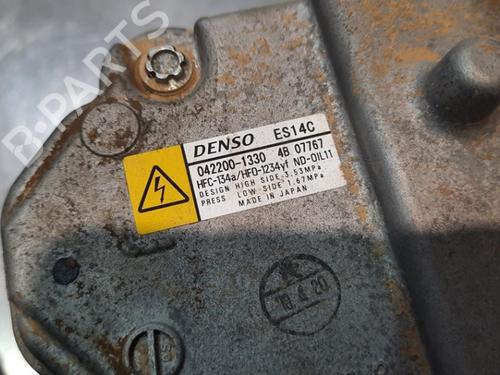 B-PARTS
DENSO ES14C
042200-1330 4B 07767
HFC-134a/HFO-1234yf ND-OIL11
DESIGN HIGH SIDE 3.53MPa
PRESS LOW SIDE 1.67MPa
MADE IN JAPAN